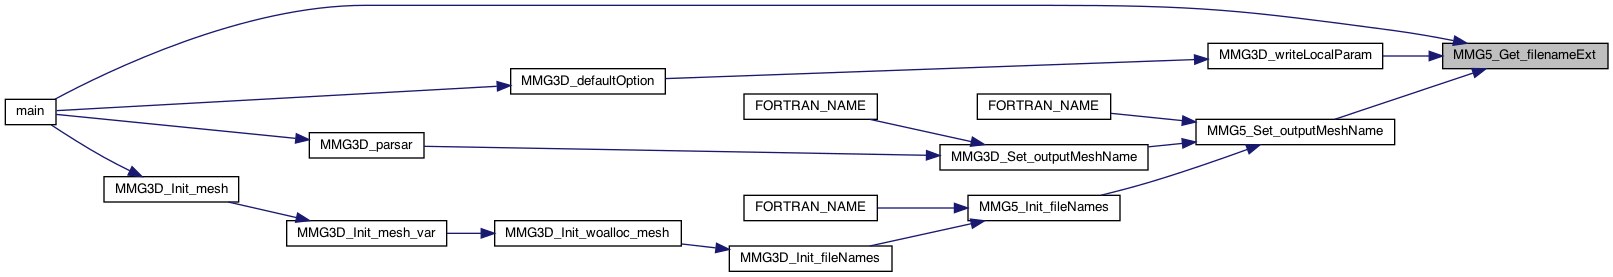 MMG5_Get_filenameExt
MMG3D_writeLocalParam
MMG3D_defaultOption
main
FORTRAN_NAME
FORTRAN_NAME
MMG5_Set_outputMeshName
MMG3D_parsar
MMG3D_Set_outputMeshName
MMG3D_Init_mesh
FORTRAN_NAME
MMG5_Init_fileNames
MMG3D_Init_mesh_var
MMG3D_Init_woalloc_mesh
MMG3D_Init_fileNames